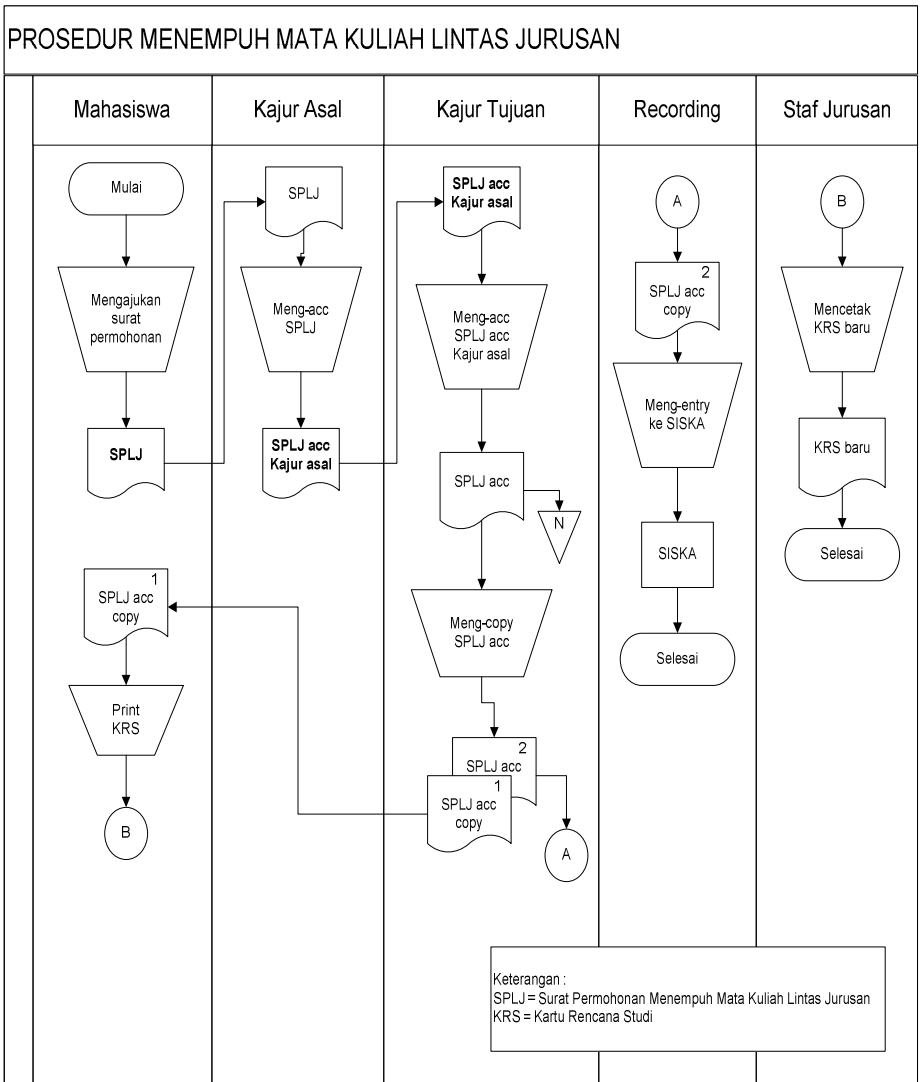 PROSEDUR MENEMPUH MATA KULIAH LINTAS JURUSAN
Mahasiswa
Kajur Asal
Kajur Tujuan
Recording
Staf Jurusan
Mulai
Mengajukan
surat
permohonan
SPLJ
SPLJ
Meng-acc
SPLJ
SPLJ acc
Kajur asal
SPLJ acc
Kajur asal
Meng-acc
SPLJ acc
Kajur asal
SPLJ acc
N
Meng-copy
SPLJ acc
2
SPLJ acc
1
SPLJ acc
copy
A
1
SPLJ acc
copy
Print
KRS
B
A
2
SPLJ acc
copy
Meng-entry
ke SISKA
SISKA
Selesai
B
Mencetak
KRS baru
KRS baru
Selesai
Keterangan :
SPLJ = Surat Permohonan Menempuh Mata Kuliah Lintas Jurusan
KRS = Kartu Rencana Studi